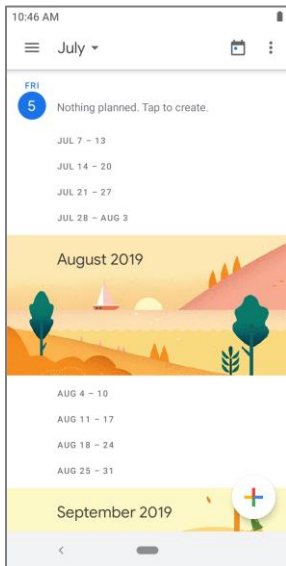 10:46 AM
July
FRI
5
Nothing planned. Tap to create.
JUL 7 – 13
JUL 14 – 20
JUL 21 – 27
JUL 28 – AUG 3
August 2019
AUG 4 – 10
AUG 11 – 17
AUG 18 – 24
AUG 25 – 31
September 2019